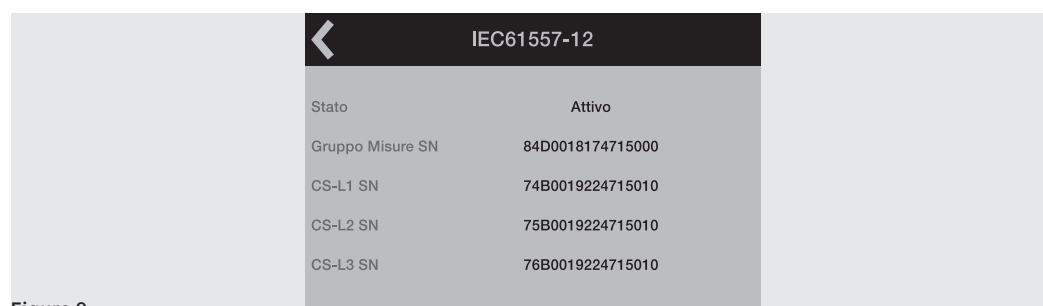 IEC61557-12
Stato Attivo
Gruppo Misure SN 84D0018174715000
CS-L1 SN 74B0019224715010
CS-L2 SN 75B0019224715010
CS-L3 SN 76B0019224715010